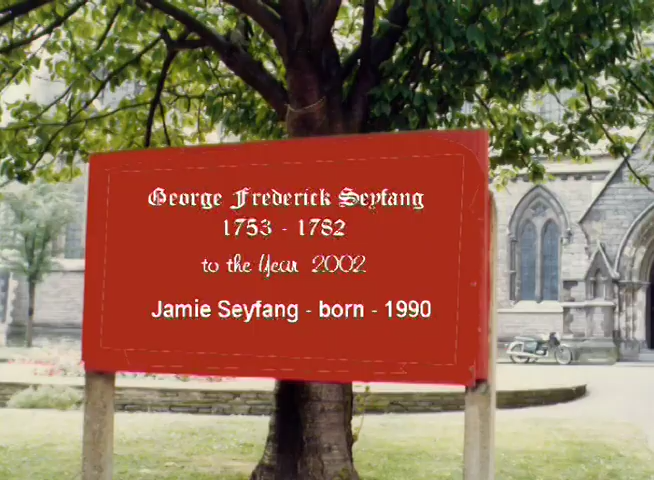 George Frederick Seyfang
1753 - 1782
to the Year 2002
Jamie Seyfang - born - 1990